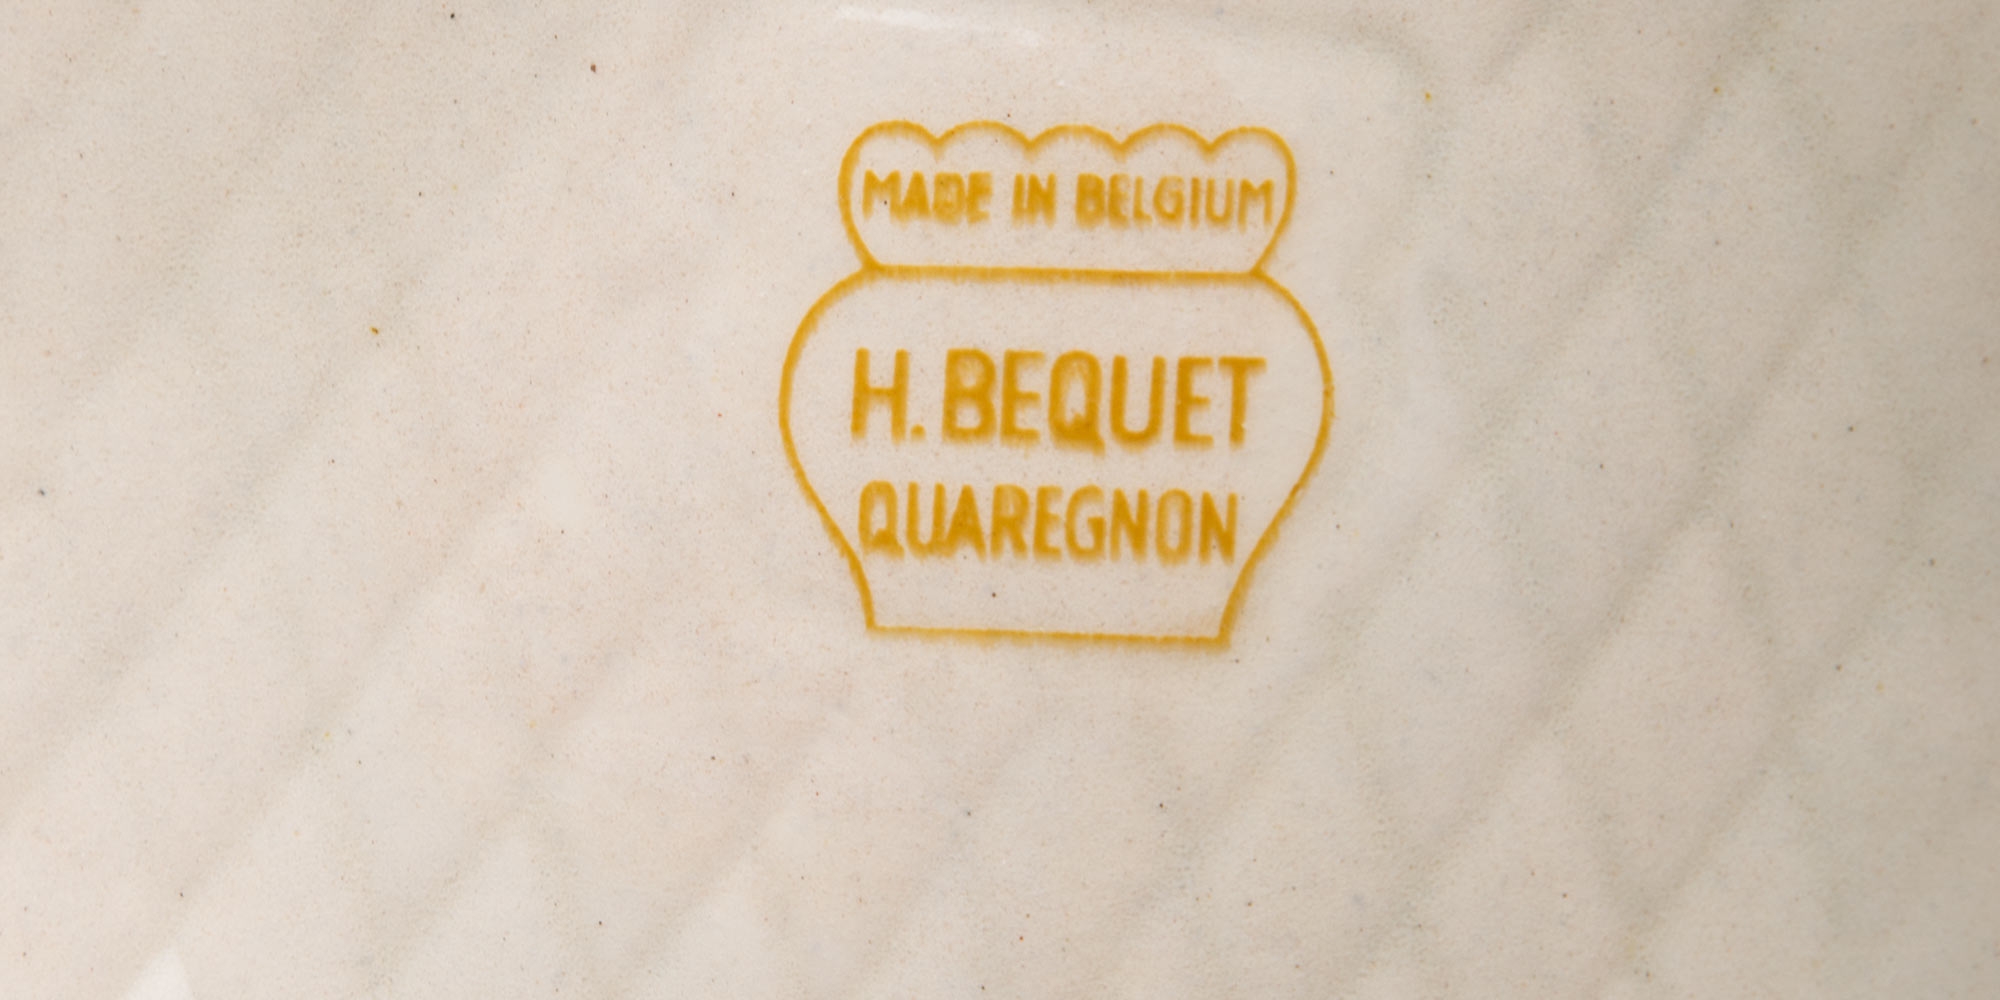 MADE IN BELGIUM
H. BEQUET
QUAREGNON